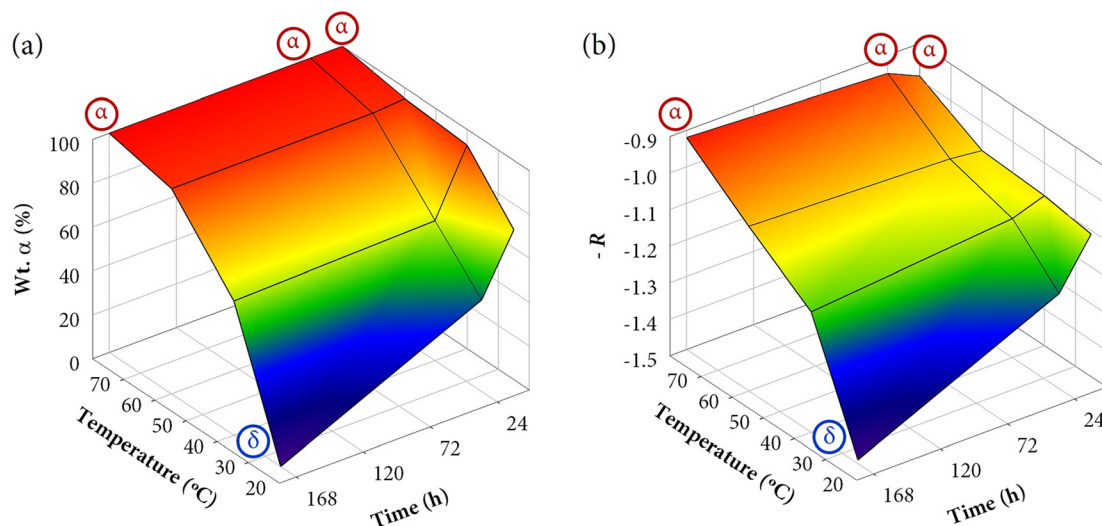 (a)
α α
α
100
80
60
40
20
0
Wt. α (%)
70
60
50
40
30
20
Temperature (°C)
δ
168
120
72
24
Time (h)
(b)
α α
α
-0.9
-1.0
-1.1
-1.2
-1.3
-1.4
-1.5
- R
70
60
50
40
30
20
Temperature (°C)
δ
168
120
72
24
Time (h)